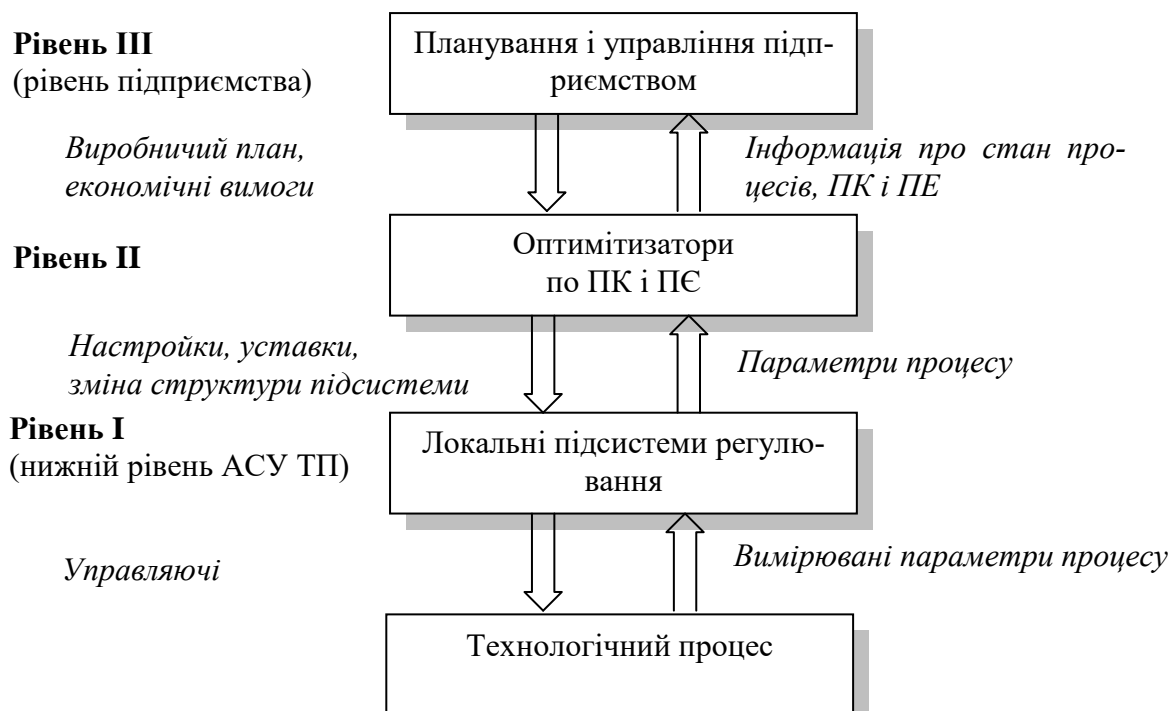 Рівень III
(рівень підприємства)
Планування і управління підп-
риємством
Виробничий план,
економічні вимоги
Інформація про стан про-
цесів, ПК і ПЕ
Рівень II
Оптимітизатори
по ПК і ПЄ
Настройки, уставки,
зміна структури підсистеми
Параметри процесу
Рівень I
(нижній рівень АСУ ТП)
Локальні підсистеми регулю-
вання
Управляючі
Вимірювані параметри процесу
Технологічний процес